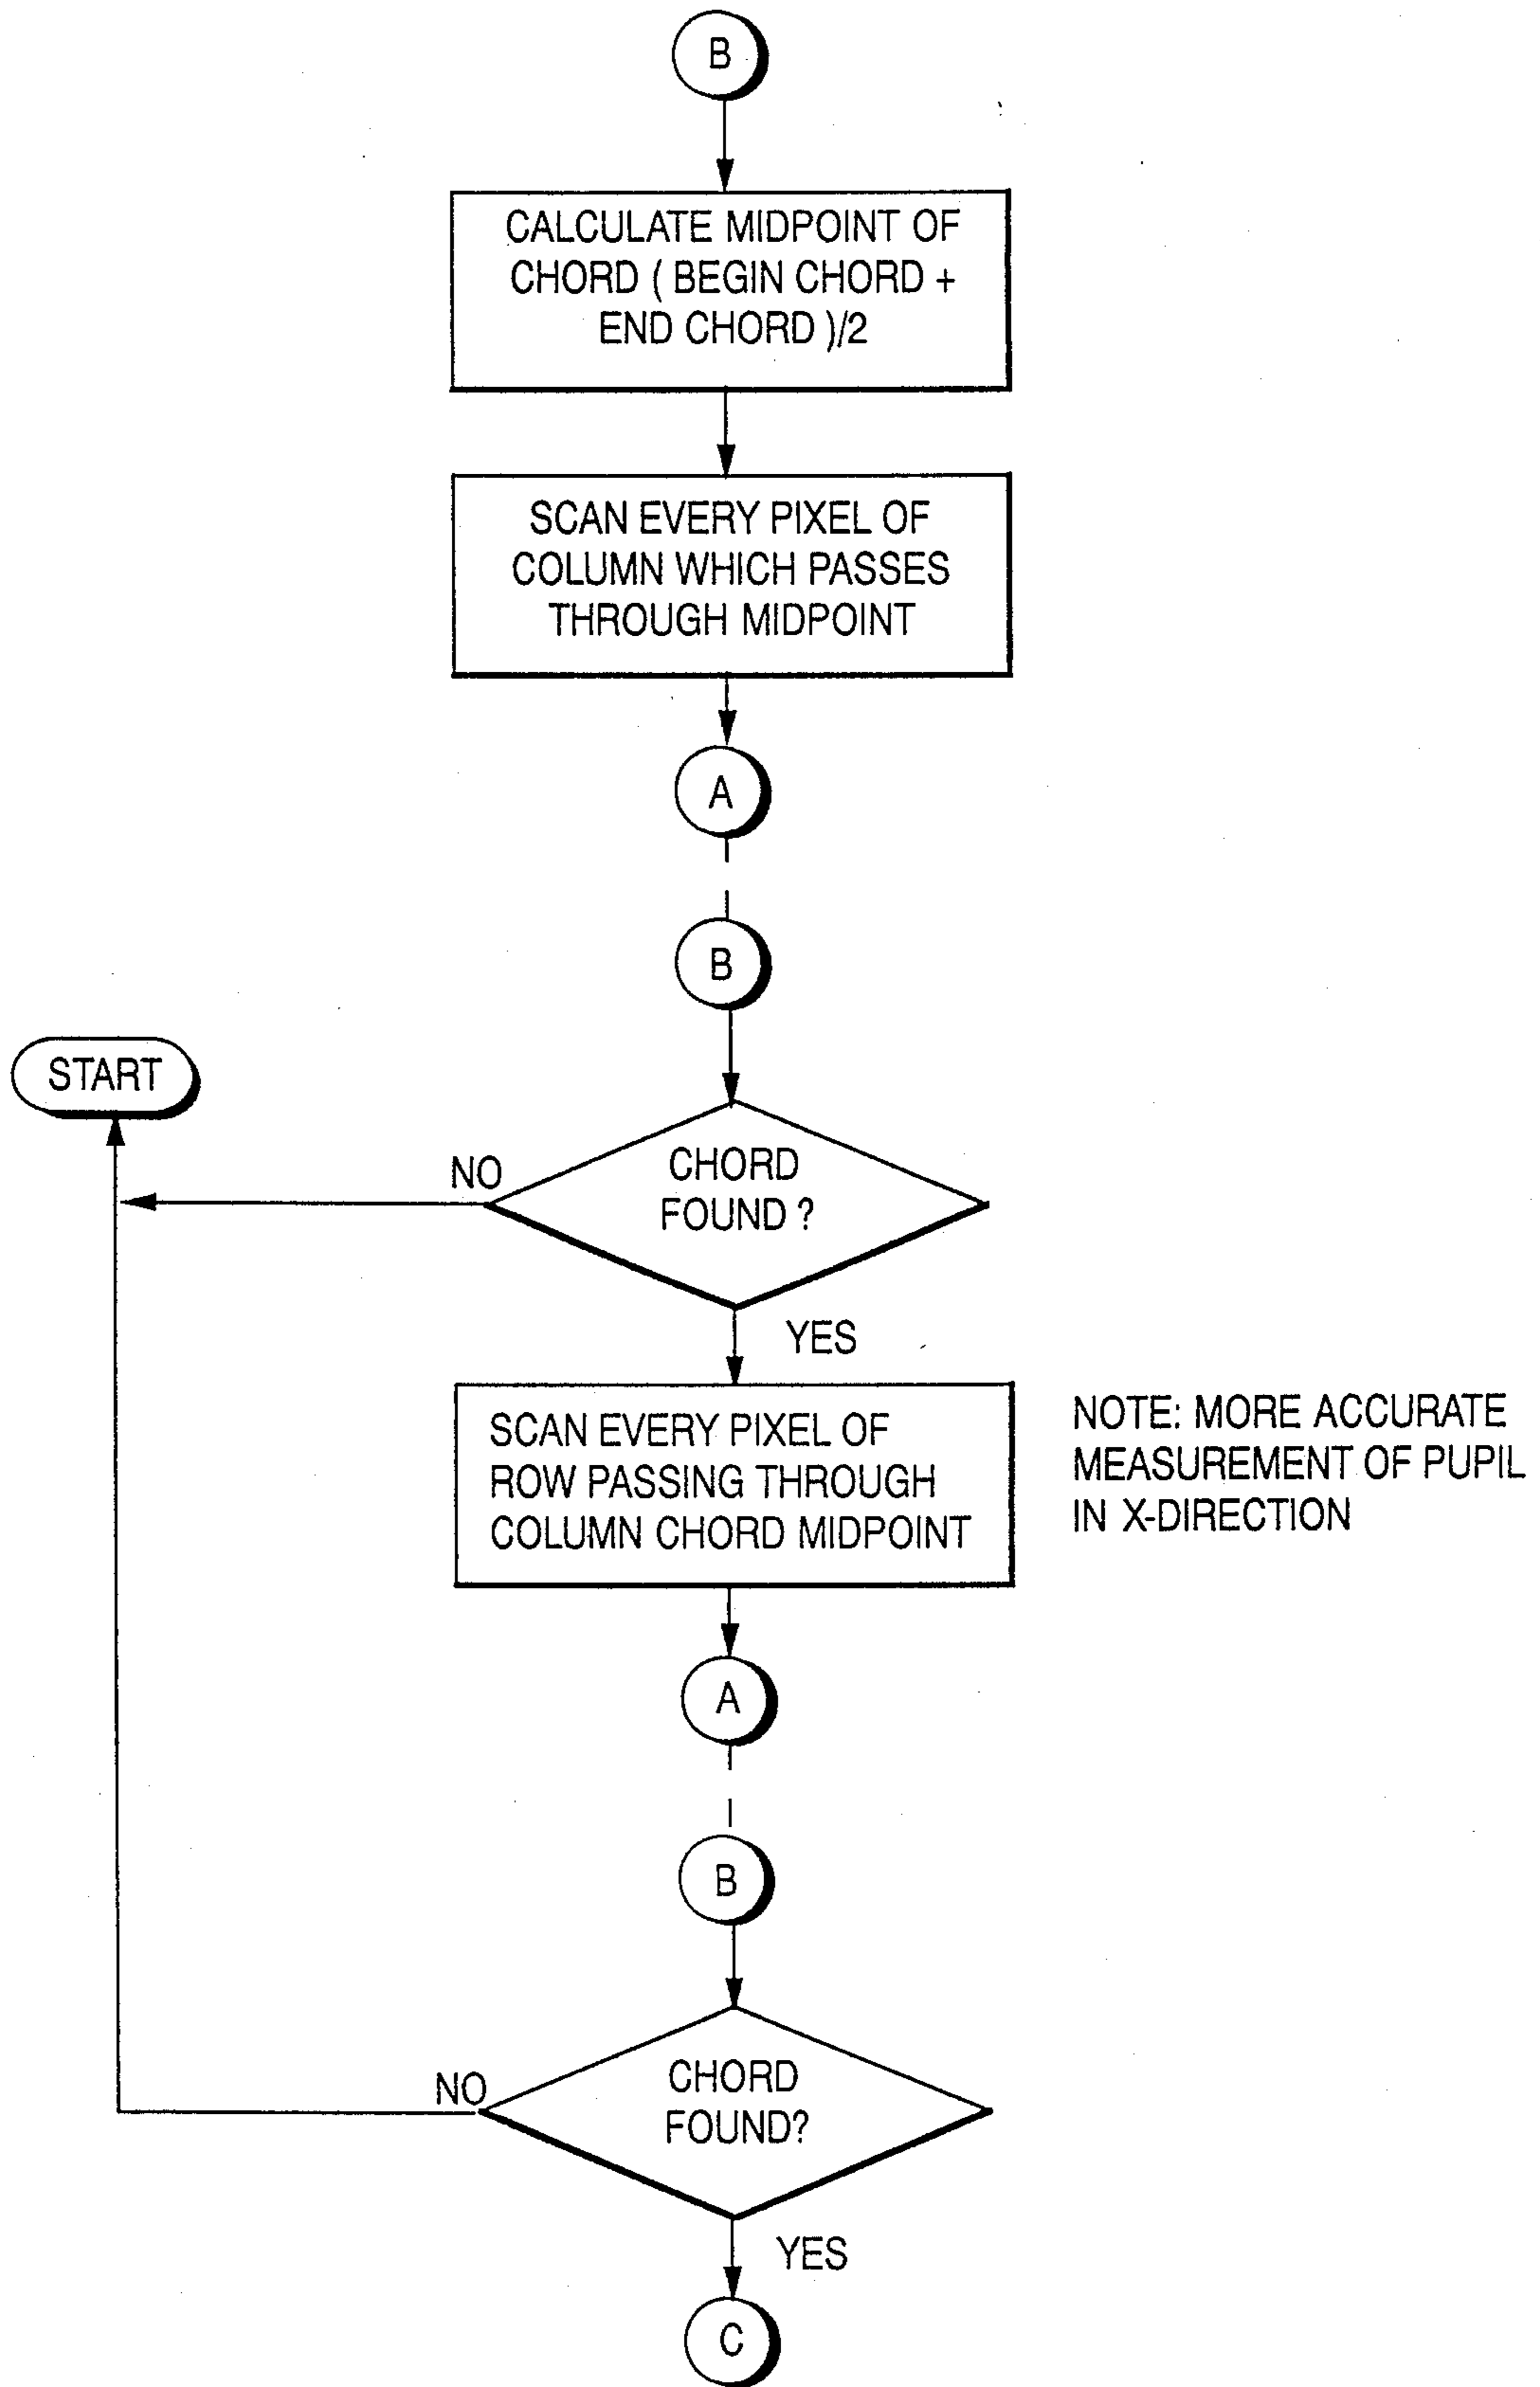 B
CALCULATE MIDPOINT OF
CHORD ( BEGIN CHORD +
END CHORD )/2
SCAN EVERY PIXEL OF
COLUMN WHICH PASSES
THROUGH MIDPOINT
A
B
START
NO
CHORD
FOUND ?
YES
SCAN EVERY PIXEL OF
ROW PASSING THROUGH
COLUMN CHORD MIDPOINT
NOTE: MORE ACCURATE
MEASUREMENT OF PUPIL
IN X-DIRECTION
A
B
NO
CHORD
FOUND?
YES
C